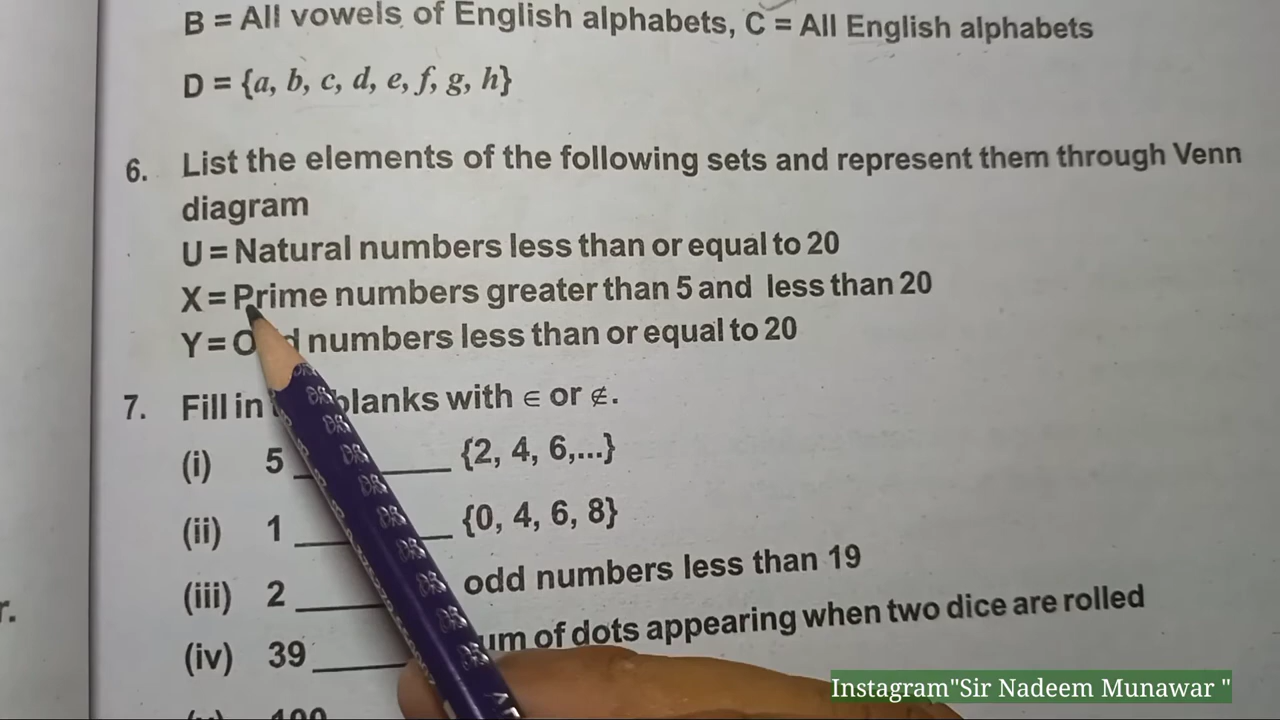 B = All vowels of English alphabets, C = All English alphabets
D = {a, b, c, d, e, f, g, h}
6. List the elements of the following sets and represent them through Venn
diagram
U = Natural numbers less than or equal to 20
X = Prime numbers greater than 5 and less than 20
Y = numbers less than or equal to 20
7. Fill in blanks with ∈ or ∉.
(i) 5 ______ {2, 4, 6,...}
(ii) 1 ______ {0, 4, 6, 8}
(iii) 2 ______ odd numbers less than 19
(iv) 39 ______ of dots appearing when two dice are rolled
r.
Instagram"Sir Nadeem Munawar "